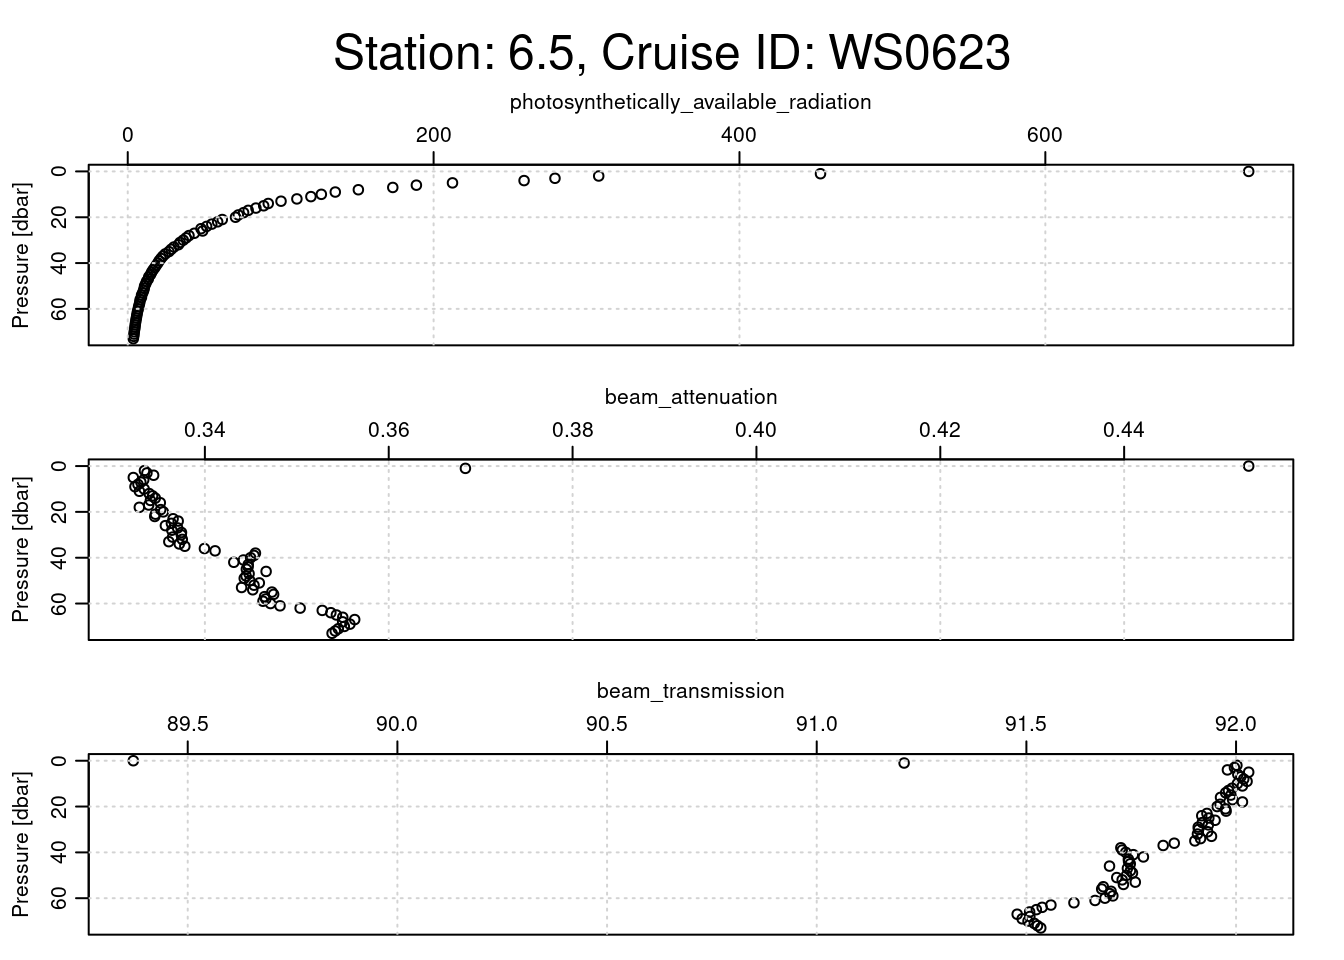 Station: 6.5, Cruise ID: WS0623
photosynthetically_available_radiation
0 200 400 600
Pressure [dbar]
0
20
40
60
beam_attenuation
0.34 0.36 0.38 0.40 0.42 0.44
Pressure [dbar]
0
20
40
60
beam_transmission
89.5 90.0 90.5 91.0 91.5 92.0
Pressure [dbar]
0
20
40
60